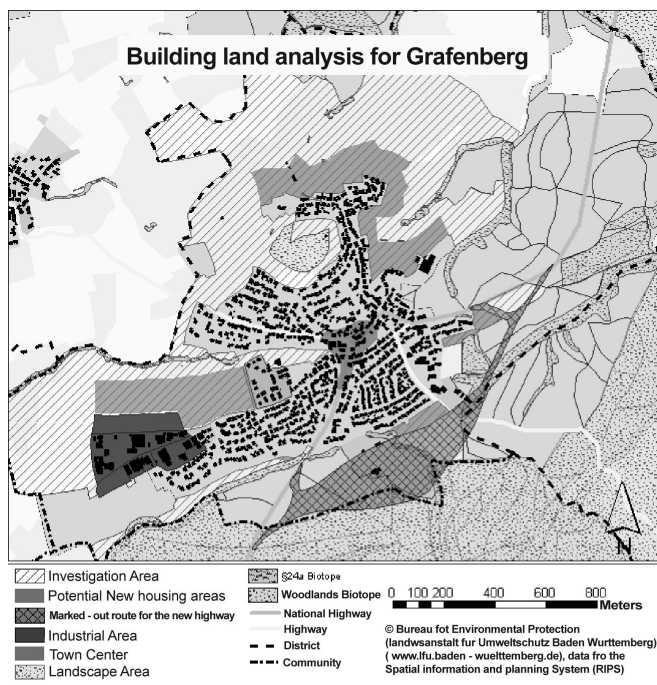 Building land analysis for Grafenberg
N
Investigation Area
Potential New housing areas
Marked - out route for the new highway
Industrial Area
Town Center
Landscape Area
§24a Biotope
Woodlands Biotope
National Highway
Highway
District
Community
0 100 200 400 600 800
Meters
© Bureau fot Environmental Protection
(landwsanstalt fur Umweltschutz Baden Wurttemberg)
( www.lfu.baden - wuelttemberg.de), data fro the
Spatial information and planning System (RIPS)